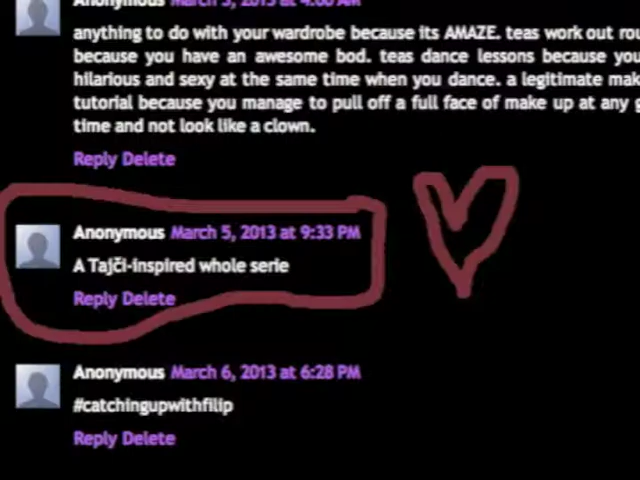 anything to do with your wardrobe because its AMAZE. teas work out
because you have an awesome bod. teas dance lessons because
hilarious and sexy at the same time when you dance. a legitimate
tutorial because you manage to pull off a full face of make up at any
time and not look like a clown.
Reply Delete
Anonymous March 5, 2013 at 9:33 PM
A Tajči-inspired whole serie
Reply Delete
Anonymous March 6, 2013 at 6:28 PM
#catchingupwithfilip
Reply Delete